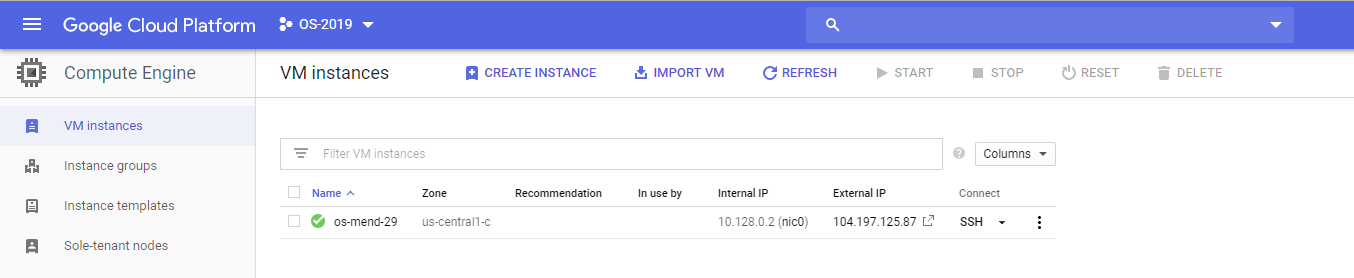 Google Cloud Platform OS-2019
Compute Engine VM instances CREATE INSTANCE IMPORT VM REFRESH START STOP RESET DELETE
VM instances
Instance groups
Instance templates
Sole-tenant nodes
Filter VM instances ? Columns
Name Zone Recommendation In use by Internal IP External IP Connect
os-mend-29 us-central1-c 10.128.0.2 (nic0) 104.197.125.87 SSH